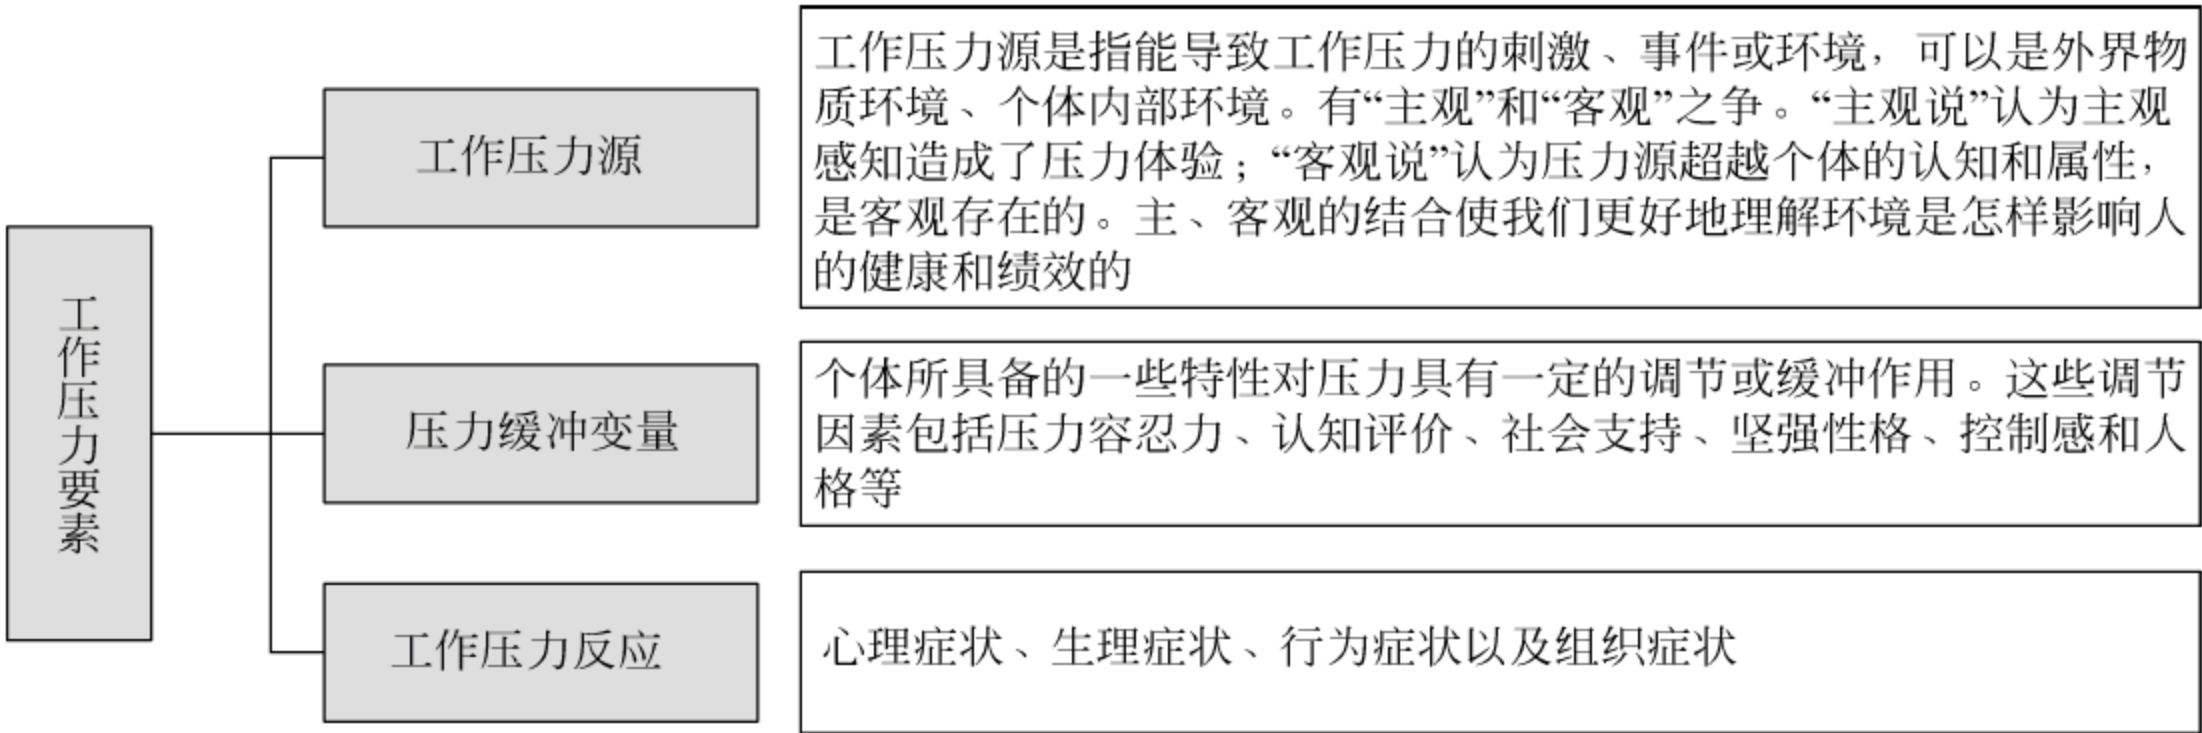 工作压力要素
工作压力源
工作压力源是指能导致工作压力的刺激、事件或环境，可以是外界物
质环境、个体内部环境。有“主观”和“客观”之争。“主观说”认为主观
感知造成了压力体验；“客观说”认为压力源超越个体的认知和属性，
是客观存在的。主、客观的结合使我们更好地理解环境是怎样影响人
的健康和绩效的
压力缓冲变量
个体所具备的一些特性对压力具有一定的调节或缓冲作用。这些调节
因素包括压力容忍力、认知评价、社会支持、坚强性格、控制感和人
格等
工作压力反应
心理症状、生理症状、行为症状以及组织症状